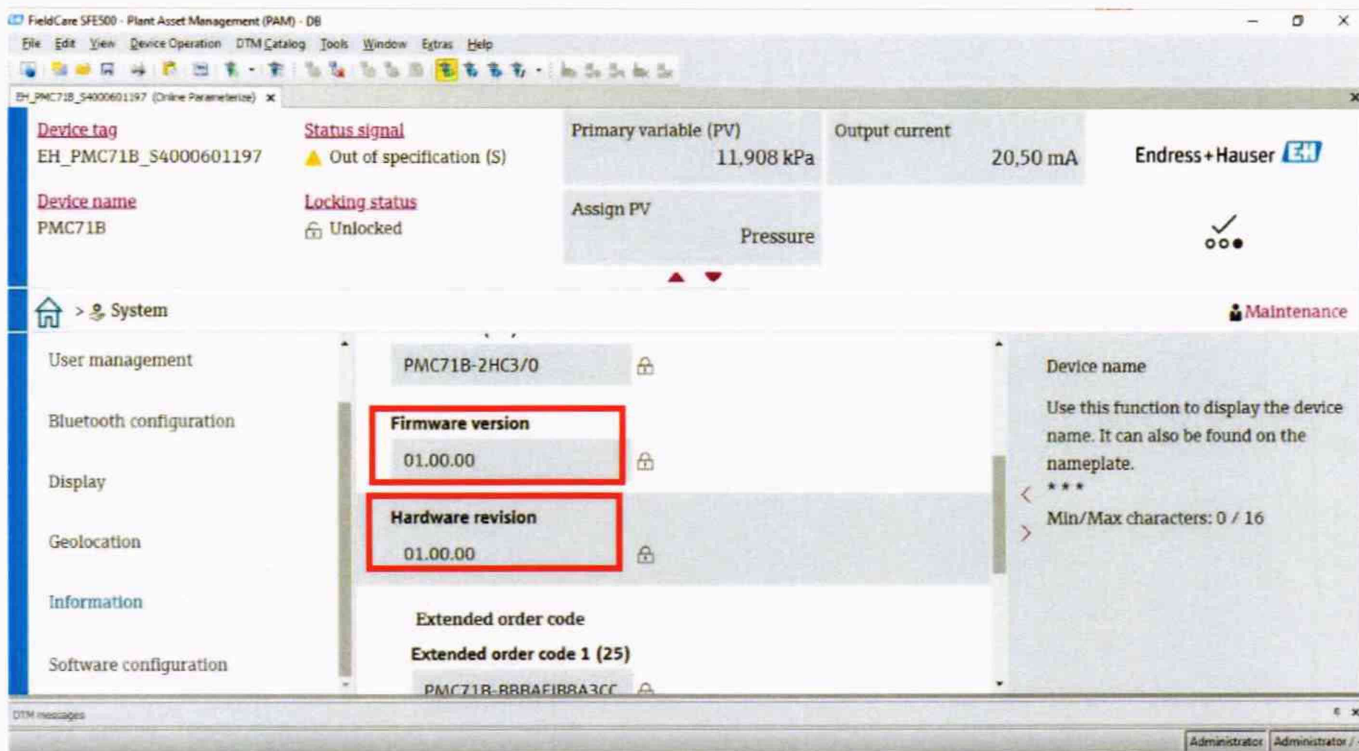 FieldCare SFE500 - Plant Asset Management (PAM) - DB
File Edit View Device Operation DTM Catalog Tools Window Extras Help
EH_PMC71B_S4000601197 (Online Parameterize)
Device tag
EH_PMC71B_S4000601197
Status signal
Out of specification (S)
Primary variable (PV)
11,908 kPa
Output current
20,50 mA
Endress+Hauser EH
Device name
PMC71B
Locking status
Unlocked
Assign PV
Pressure
> System
Maintenance
User management
Bluetooth configuration
Display
Geolocation
Information
Software configuration
PMC71B-2HC3/0
Firmware version
01.00.00
Hardware revision
01.00.00
Extended order code
Extended order code 1 (25)
Device name
Use this function to display the device
name. It can also be found on the
nameplate.
***
Min/Max characters: 0 / 16
DTM messages
Administrator
Administrator /